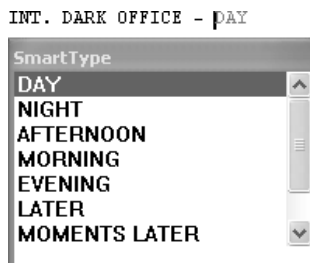 INT. DARK OFFICE - DAY
SmartType
DAY
NIGHT
AFTERNOON
MORNING
EVENING
LATER
MOMENTS LATER